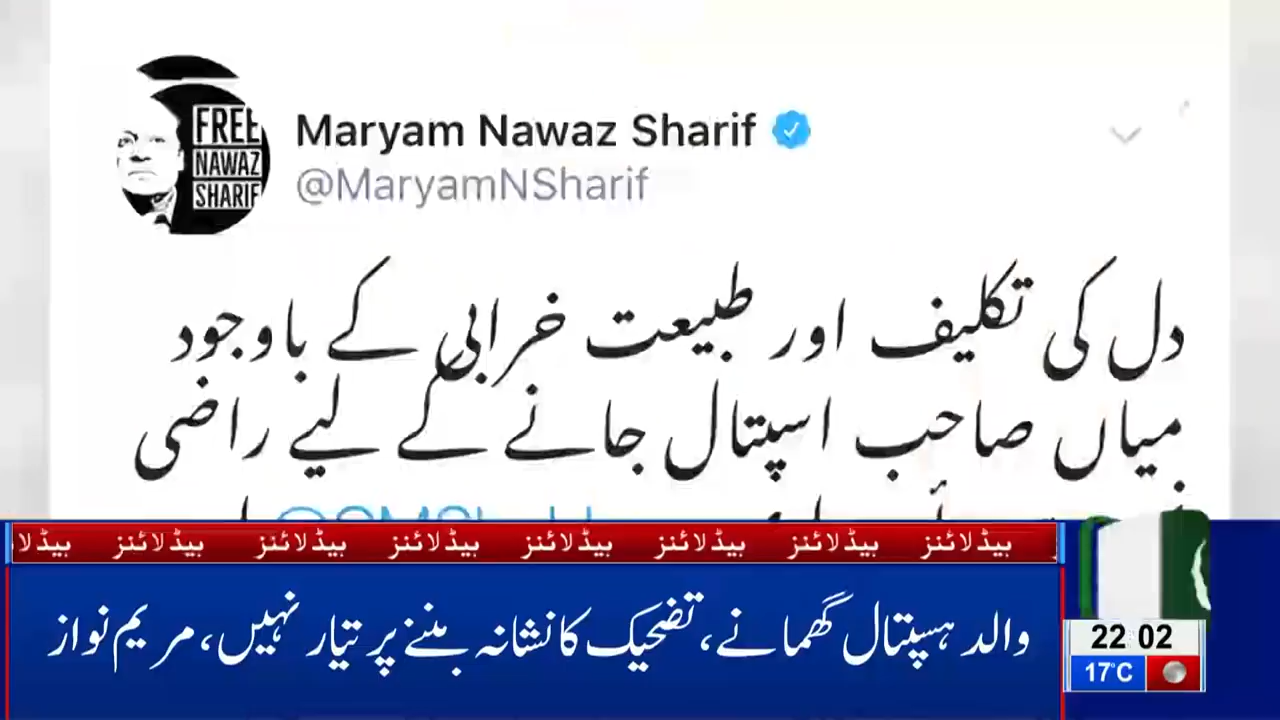 FREE
NAWAZ
SHARIF
Maryam Nawaz Sharif
@MaryamNSharif
دل کی تکلیف اور طبیعت خرابی کے باوجود
میاں صاحب اسپتال جانے کے لیے راضی
ہیڈلائنز ہیڈلائنز ہیڈلائنز ہیڈلائنز ہیڈلائنز ہیڈلائنز ہیڈلائنز ہیڈلا
والد ہسپتال گھمانے، تضحیک کا نشانہ بننے پر تیار نہیں، مریم نواز
22 02
17°C